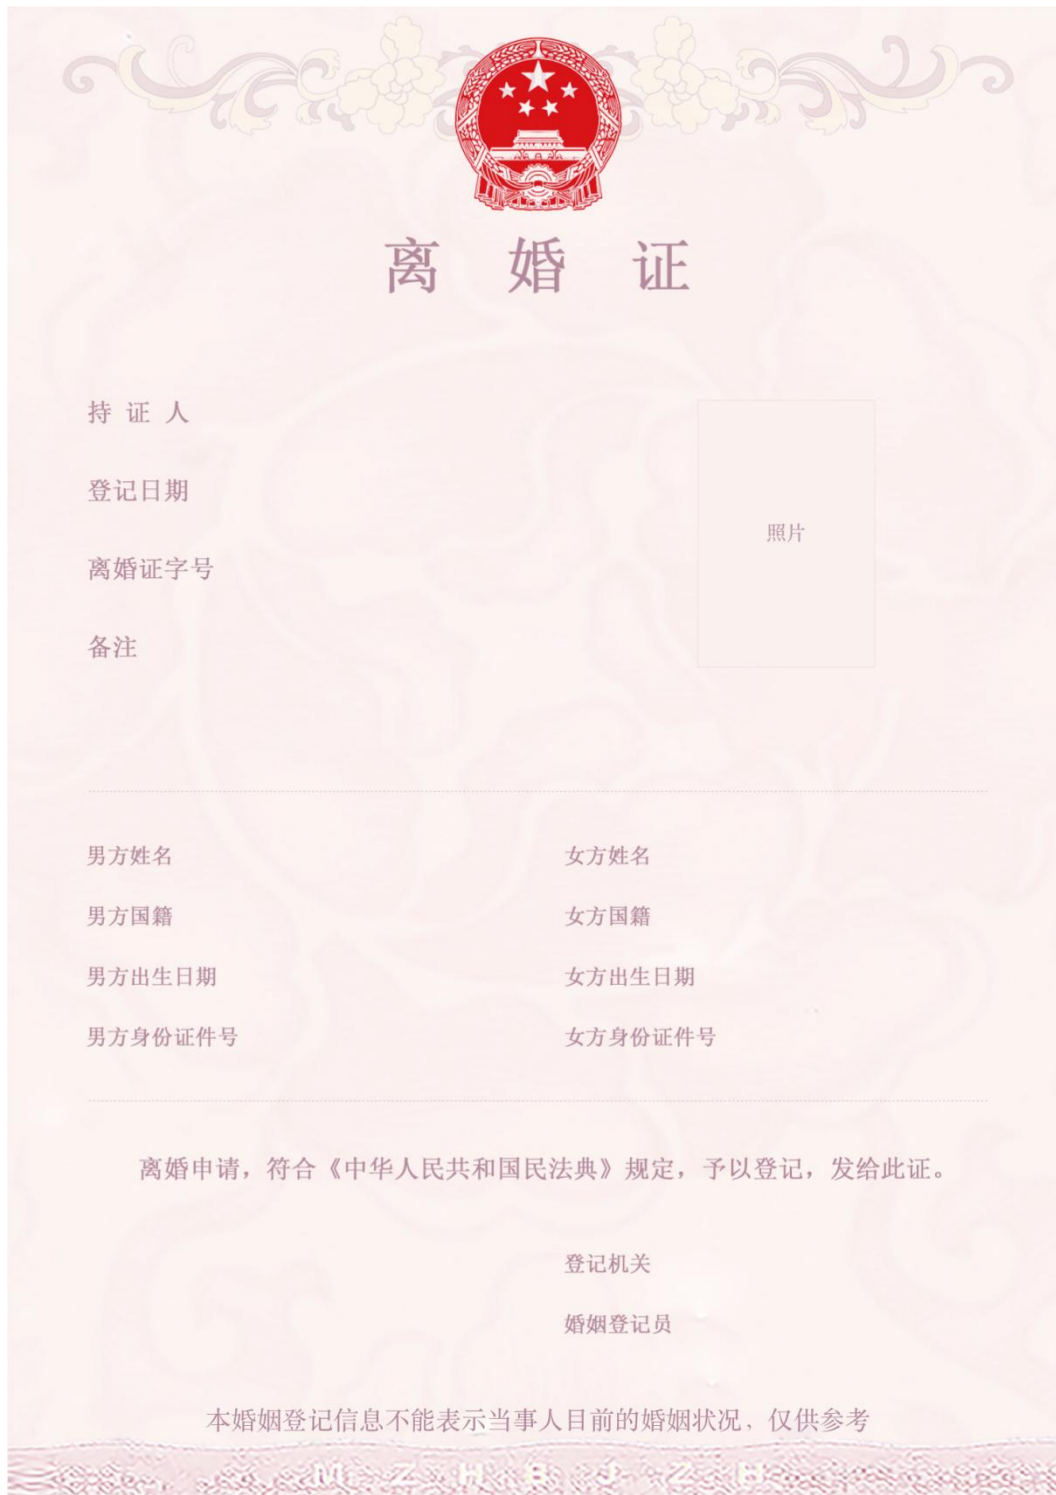 离 婚 证
持 证 人
登记日期
照片
离婚证字号
备注
男方姓名 女方姓名
男方国籍 女方国籍
男方出生日期 女方出生日期
男方身份证件号 女方身份证件号
离婚申请，符合《中华人民共和国民法典》规定，予以登记，发给此证。
登记机关
婚姻登记员
本婚姻登记信息不能表示当事人目前的婚姻状况、仅供参考
M Z H B J Z H